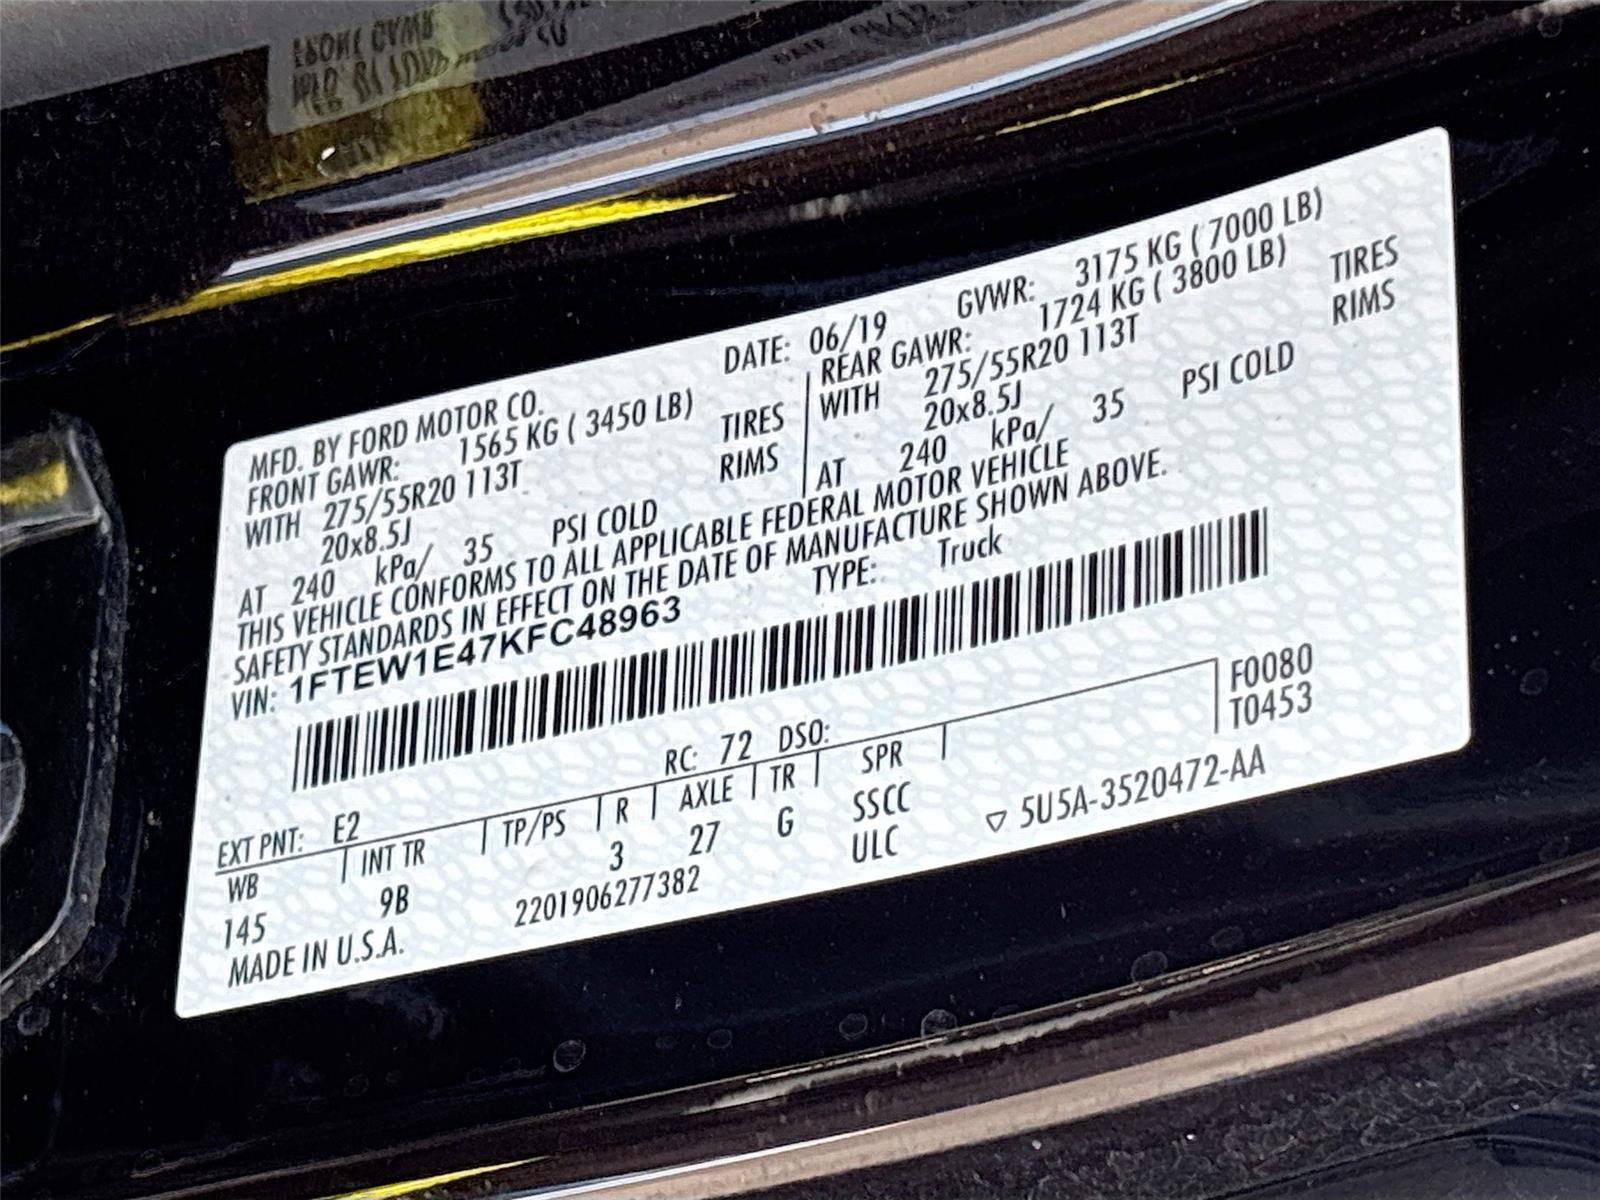 MFD. BY FORD MOTOR CO.
DATE: 06/19 GVWR: 3175 KG ( 7000 LB)
FRONT GAWR: 1565 KG ( 3450 LB)
WITH 275/55R20 113T TIRES
20x8.5J RIMS
AT 240 kPa/ 35 PSI COLD
REAR GAWR: 1724 KG ( 3800 LB)
WITH 275/55R20 113T TIRES
20x8.5J RIMS
AT 240 kPa/ 35 PSI COLD
THIS VEHICLE CONFORMS TO ALL APPLICABLE FEDERAL MOTOR VEHICLE
SAFETY STANDARDS IN EFFECT ON THE DATE OF MANUFACTURE SHOWN ABOVE.
VIN: 1FTEW1E47KFC48963 TYPE: Truck
F0080
T0453
EXT PNT: E2 RC: 72 DSO:
WB INT TR TP/PS R AXLE TR SPR
145 9B 3 27 G SSCC
ULC
MADE IN U.S.A. 2201906277382 ▽ 5U5A-3520472-AA